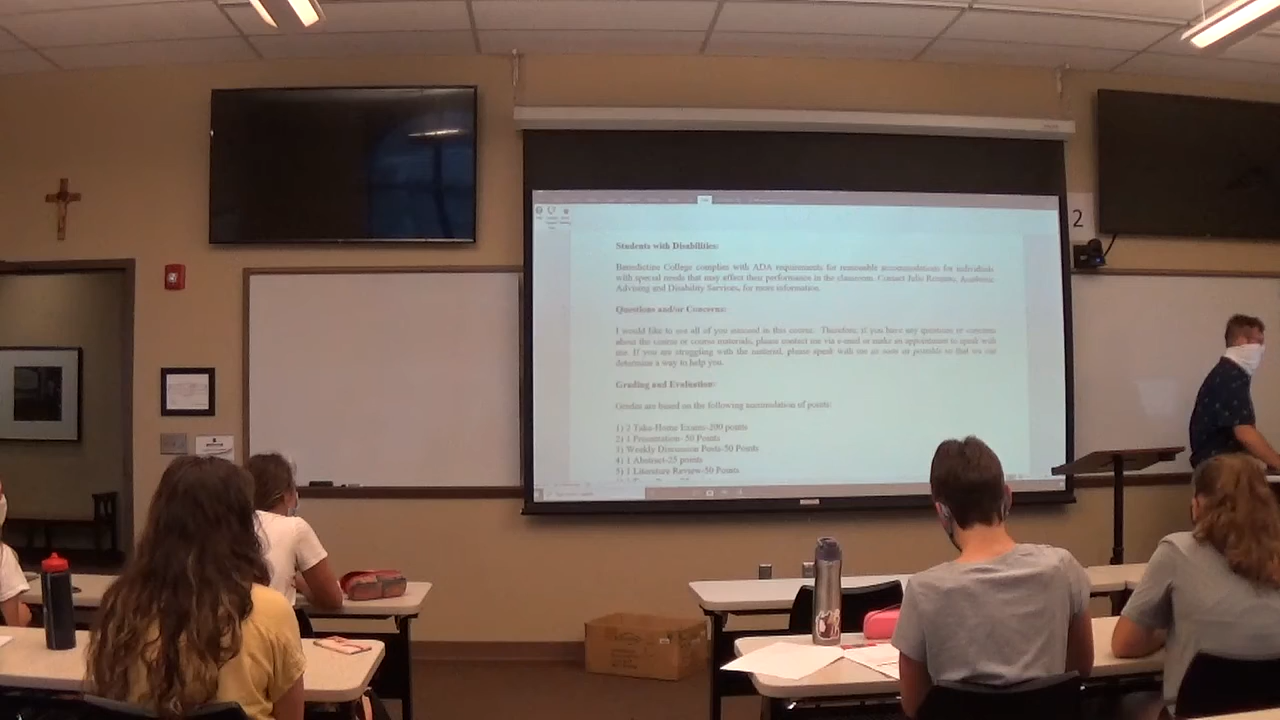 2
Students with Disabilities:
Benedictine College complies with ADA requirements for reasonable accommodations for individuals
with special needs that may affect their performance in the classroom. Contact Julie Academic
Advising and Disability Services, for more information.
Questions and/or Concerns:
I would like to see all of you succeed in this course. Therefore, if you have any questions or concerns
about the course or course materials, please contact me via e-mail or make an appointment to speak with
me. If you are struggling with the material, please speak with me as soon as possible so that we can
determine a way to help you.
Grading and Evaluation:
Grades are based on the following accumulation of points:
1) 2 Take-Home Exams-200 points
2) 1 Presentation- 50 Points
3) Weekly Discussion Posts-50 Points
4) 1 Abstract-25 points
5) 1 Literature Review-50 Points